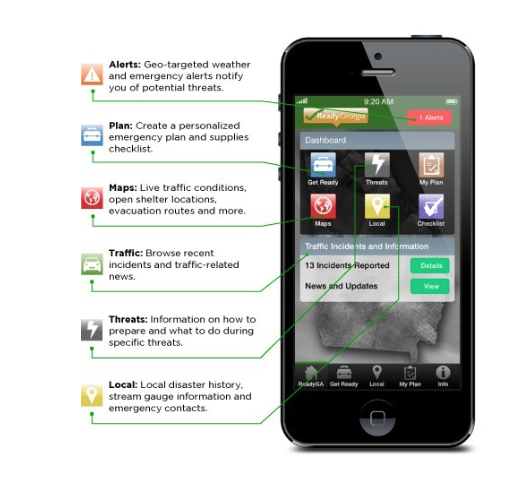 Alerts: Geo-targeted weather
and emergency alerts notify
you of potential threats.
Plan: Create a personalized
emergency plan and supplies
checklist.
Maps: Live traffic conditions,
open shelter locations,
evacuation routes and more.
Traffic: Browse recent
incidents and traffic-related
news.
Threats: Information on how to
prepare and what to do during
specific threats.
Local: Local disaster history,
stream gauge information and
emergency contacts.
9:20 AM
ReadyGeorgia
1 Alerts
Dashboard
Get Ready Threats My Plan
Maps Local Checklist
Traffic Incidents and Information
13 Incidents Reported Details
News and Updates View
ReadyGA Get Ready Local My Plan Info